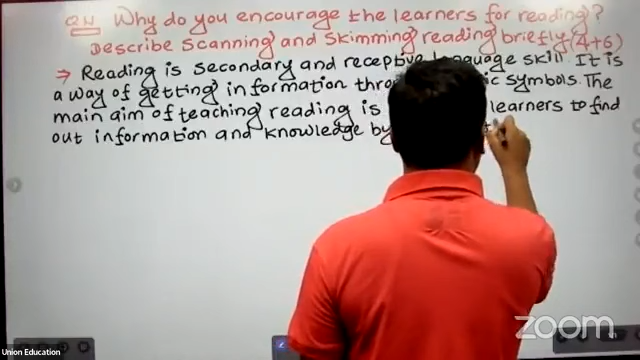 Q.N Why do you encourage the learners for reading?
Describe scanning and skimming reading briefly. (4+6)
→ Reading is secondary and receptive language skill. It is
a way of getting information symbols. The
main aim of teaching reading is learners to find
out information and knowledge by
Union Education
zoom